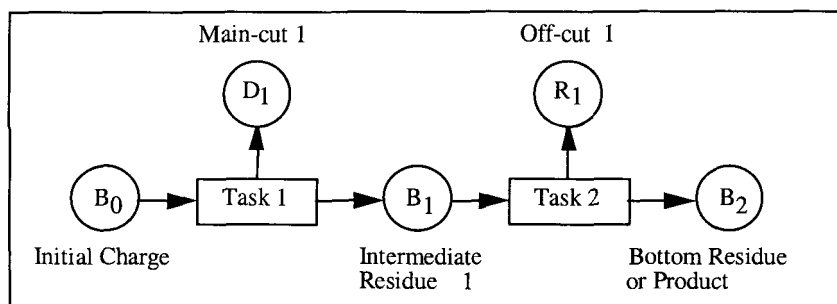 Main-cut 1
Off-cut 1
D1
R1
B0
Task 1
B1
Task 2
B2
Initial Charge
Intermediate
Residue 1
Bottom Residue
or Product